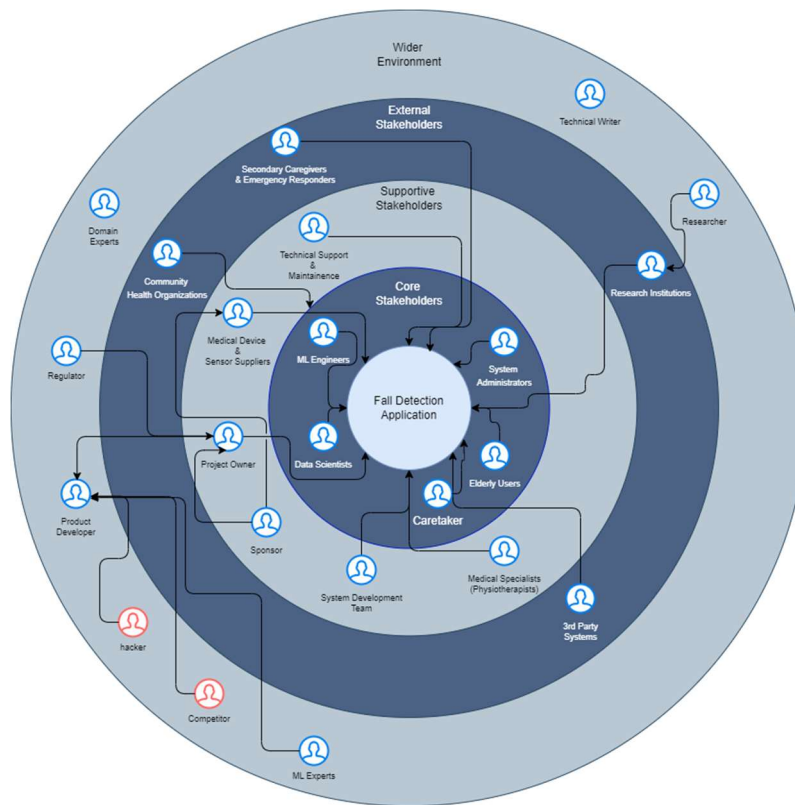 Wider
Environment
Technical Writer
External
Stakeholders
Secondary Caregivers
& Emergency Responders
Supportive
Stakeholders
Researcher
Domain
Experts
Technical Support
&
Maintainence
Community
Health Organizations
Research Institutions
Core
Stakeholders
Medical Device
&
Sensor Suppliers
ML Engineers
System
Administrators
Regulator
Fall Detection
Application
Project Owner
Data Scientists
Elderly Users
Caretaker
Product
Developer
Sponsor
System Development
Team
Medical Specialists
(Physiotherapists)
3rd Party
Systems
hacker
Competitor
ML Experts